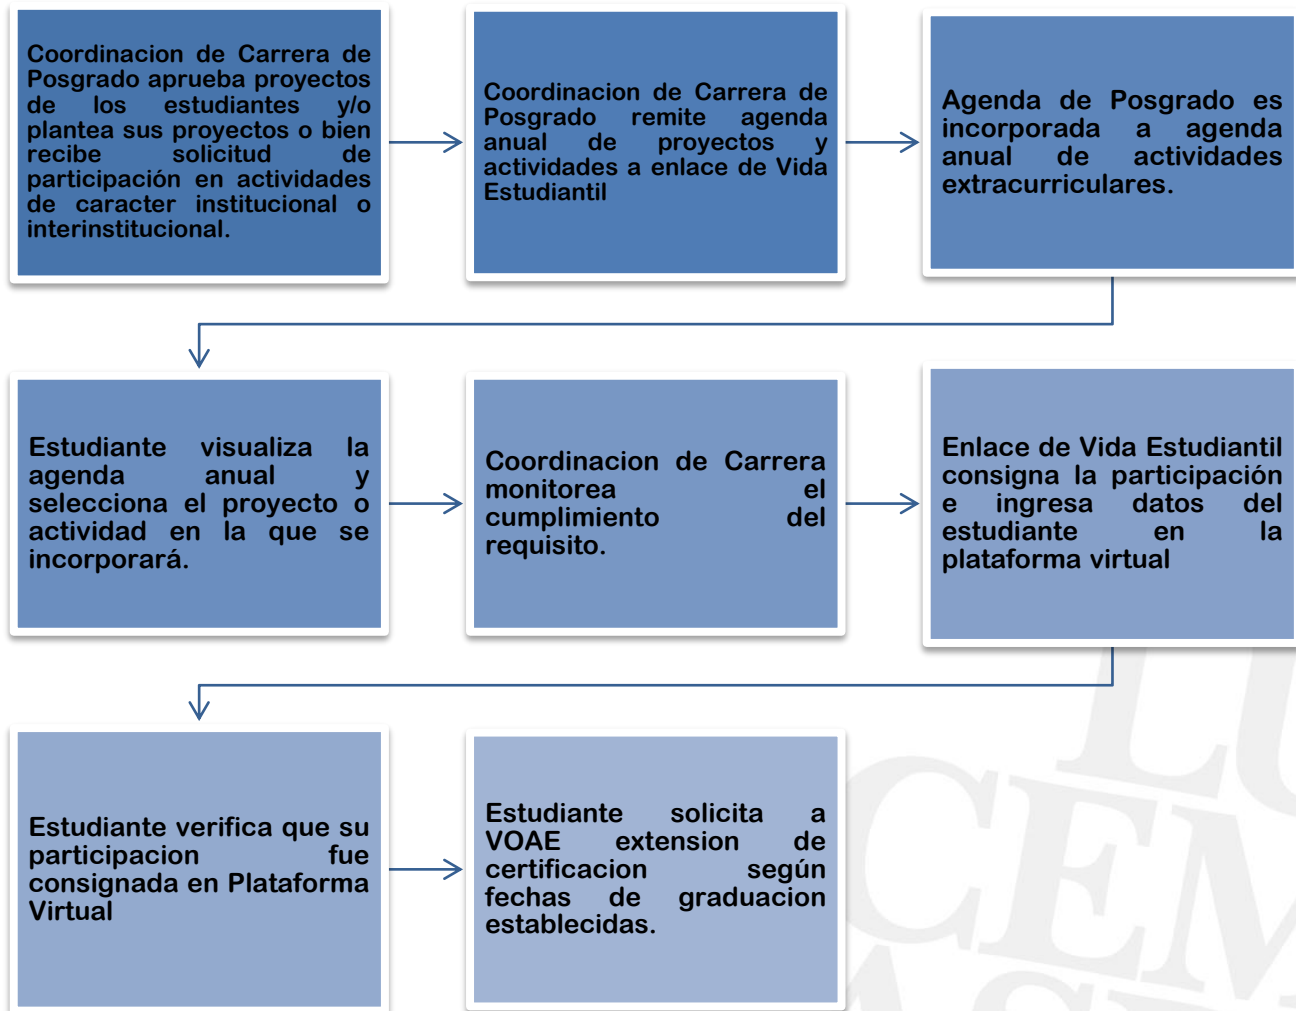 Coordinacion de Carrera de
Posgrado aprueba proyectos
de los estudiantes y/o
plantea sus proyectos o bien
recibe solicitud de
participación en actividades
de caracter institucional o
interinstitucional.
Coordinacion de Carrera de
Posgrado remite agenda
anual de proyectos y
actividades a enlace de Vida
Estudiantil
Agenda de Posgrado es
incorporada a agenda
anual de actividades
extracurriculares.
Estudiante visualiza la
agenda anual y
selecciona el proyecto o
actividad en la que se
incorporará.
Coordinacion de Carrera
monitorea el
cumplimiento del
requisito.
Enlace de Vida Estudiantil
consigna la participación
e ingresa datos del
estudiante en la
plataforma virtual
Estudiante verifica que su
participacion fue
consignada en Plataforma
Virtual
Estudiante solicita a
VOAE extension de
certificacion según
fechas de graduacion
establecidas.